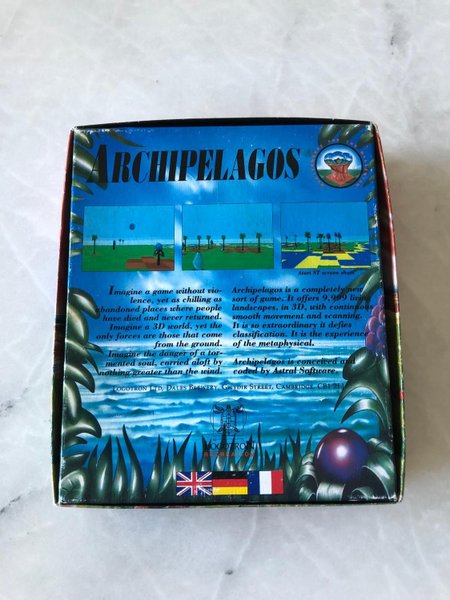 ARCHIPELAGOS
Atari ST screen shots
Imagine a game without vio-
lence, yet as chilling as
abandoned places where people
have died and never returned.
Imagine a 3D world, yet the
only forces are those that come
from the ground.
Imagine the danger of a tor-
mented soul, carried aloft by
nothing greater than the wind.
Archipelagos is a completely new
sort of game. It offers 9,999 living
landscapes, in 3D, with continuous
smooth movement and scanning.
It is so extraordinary it defies
classification. It is the experience
of the metaphysical.
Archipelagos is conceived and
coded by Astral Software.
LOGOTRON LTD, DALES BREWERY, GWYDIR STREET, CAMBRIDGE, CB1 2LJ
LOGOTRON